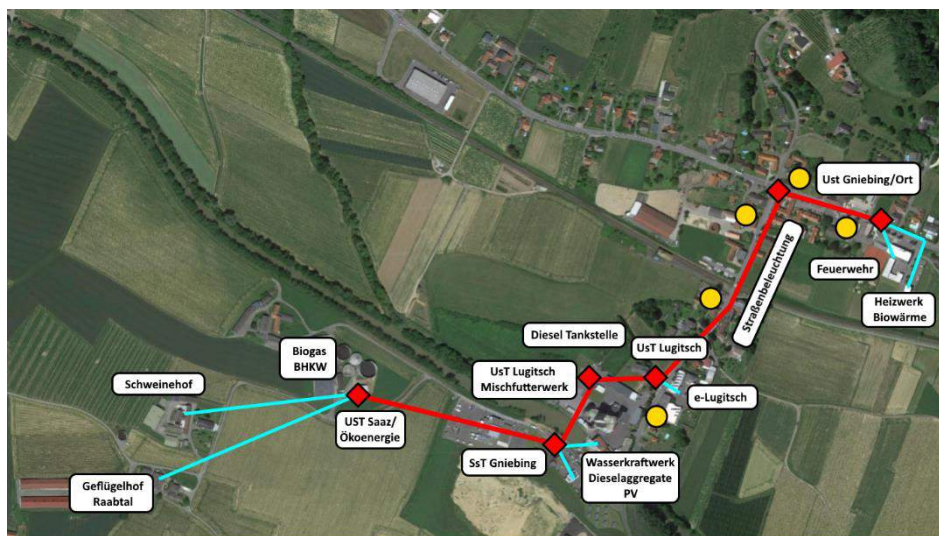 Ust Gniebing/Ort
Straßenbeleuchtung
Feuerwehr
Heizwerk
Biowärme
Diesel Tankstelle
UsT Lugitsch
UsT Lugitsch
Mischfutterwerk
e-Lugitsch
Biogas
BHKW
Schweinehof
UST Saaz/
Ökoenergie
SsT Gniebing
Wasserkraftwerk
Dieselaggregate
PV
Geflügelhof
Raabtal